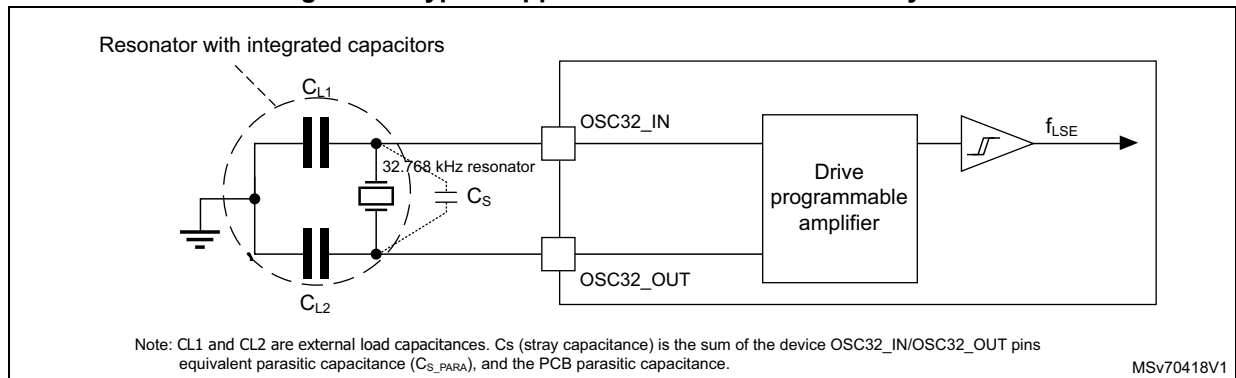 Resonator with integrated capacitors
CL1
OSC32_IN
fLSE
32.768 kHz resonator
Drive
programmable
amplifier
CS
OSC32_OUT
CL2
Note: CL1 and CL2 are external load capacitances. Cs (stray capacitance) is the sum of the device OSC32_IN/OSC32_OUT pins
equivalent parasitic capacitance (CS_PARA), and the PCB parasitic capacitance.
MSv70418V1